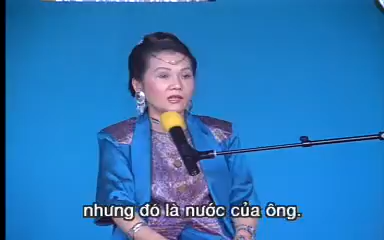 nhưng đó là nước của ông.